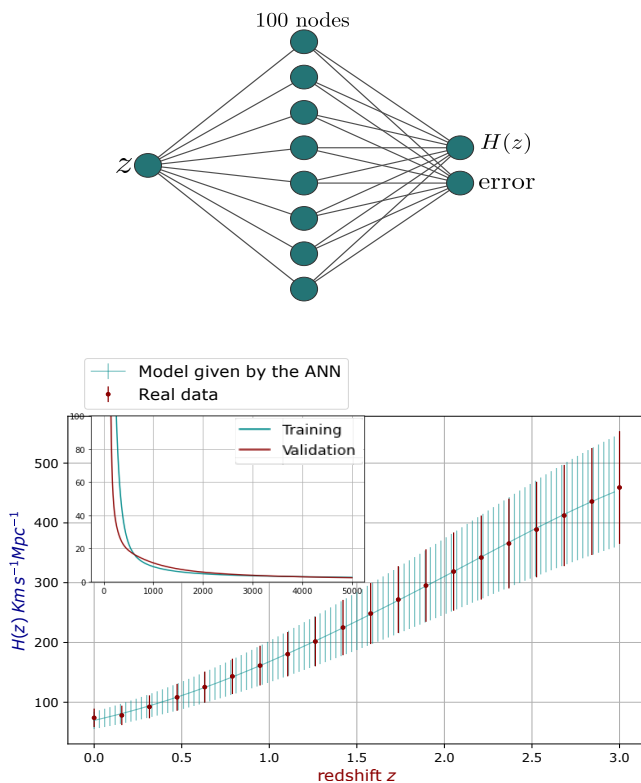 100 nodes
z
H(z)
error
Model given by the ANN
Real data
Training
Validation
100
80
60
40
20
0
0
1000
2000
3000
4000
5000
500
400
300
200
100
H(z) Km s⁻¹Mpc⁻¹
0.0
0.5
1.0
1.5
2.0
2.5
3.0
redshift z